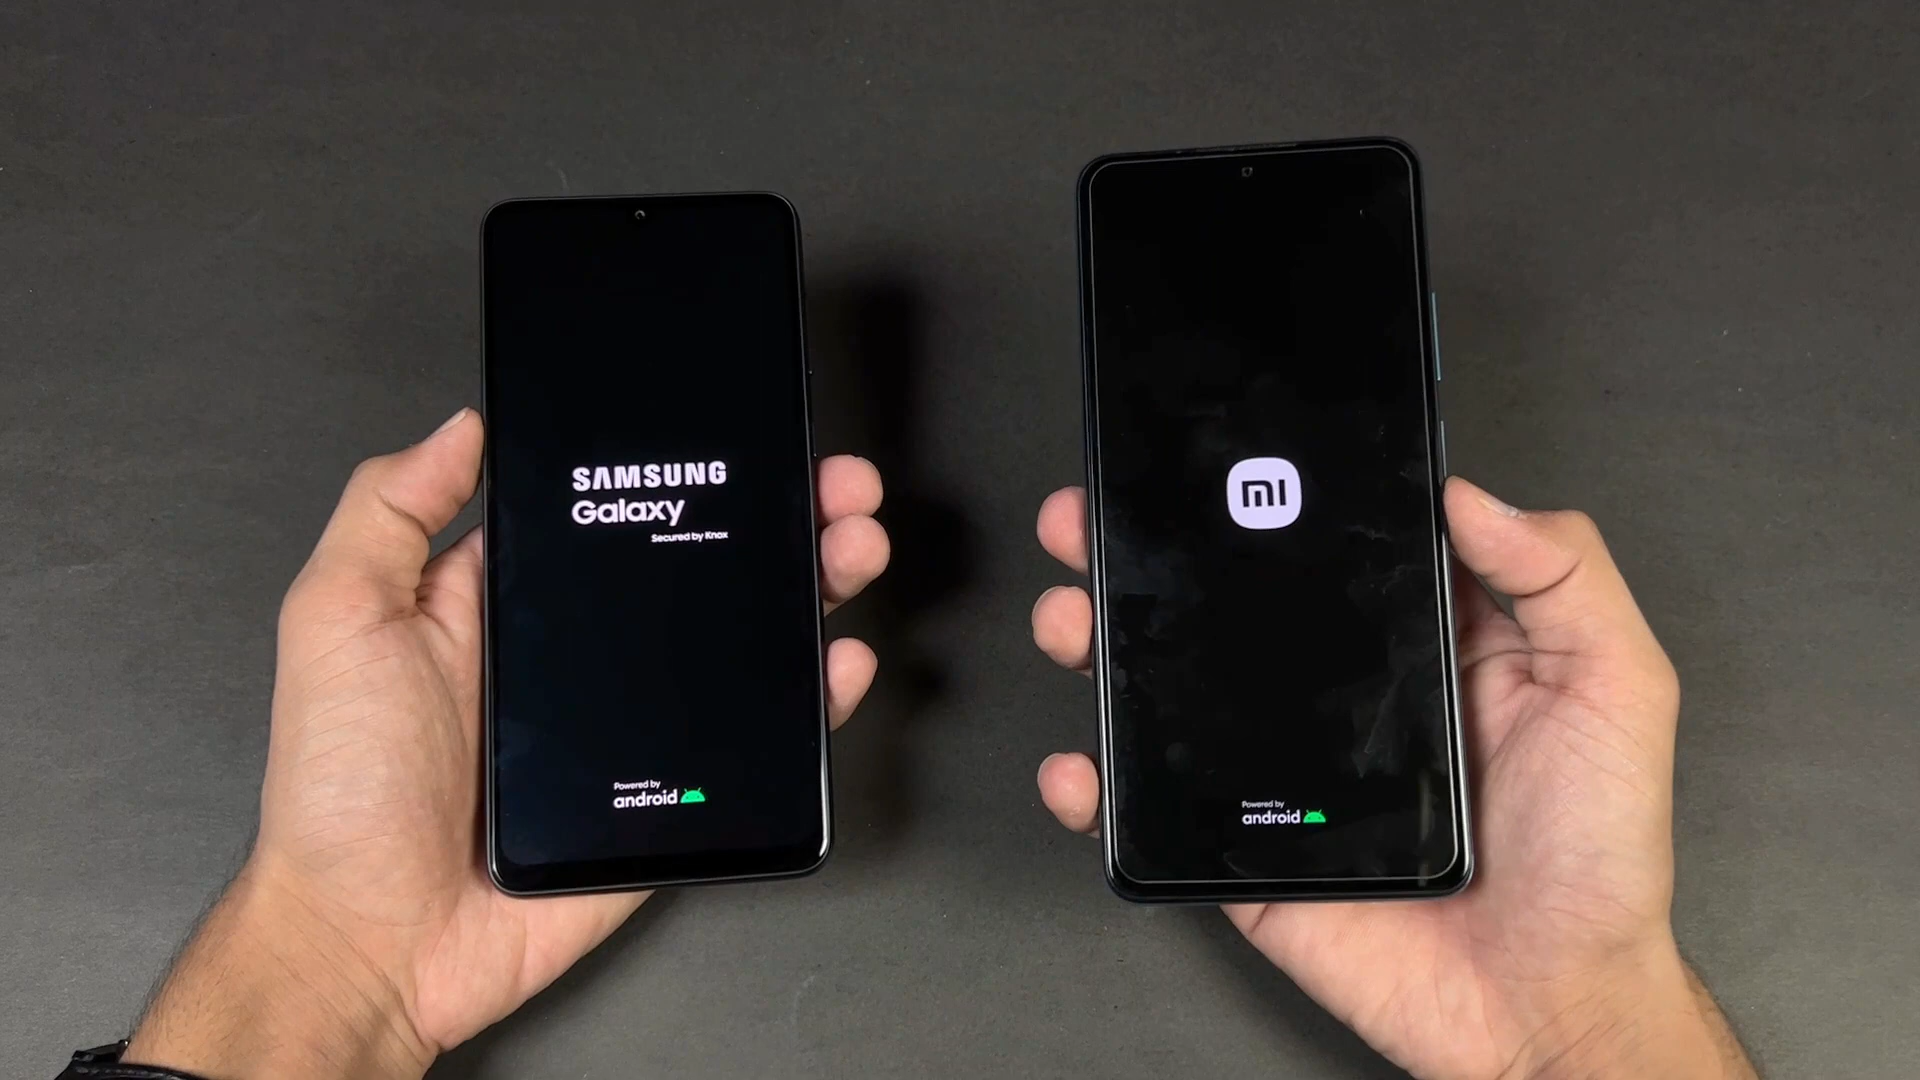 SAMSUNG
Galaxy
Secured by Knox
Powered by
android
mi
Powered by
android